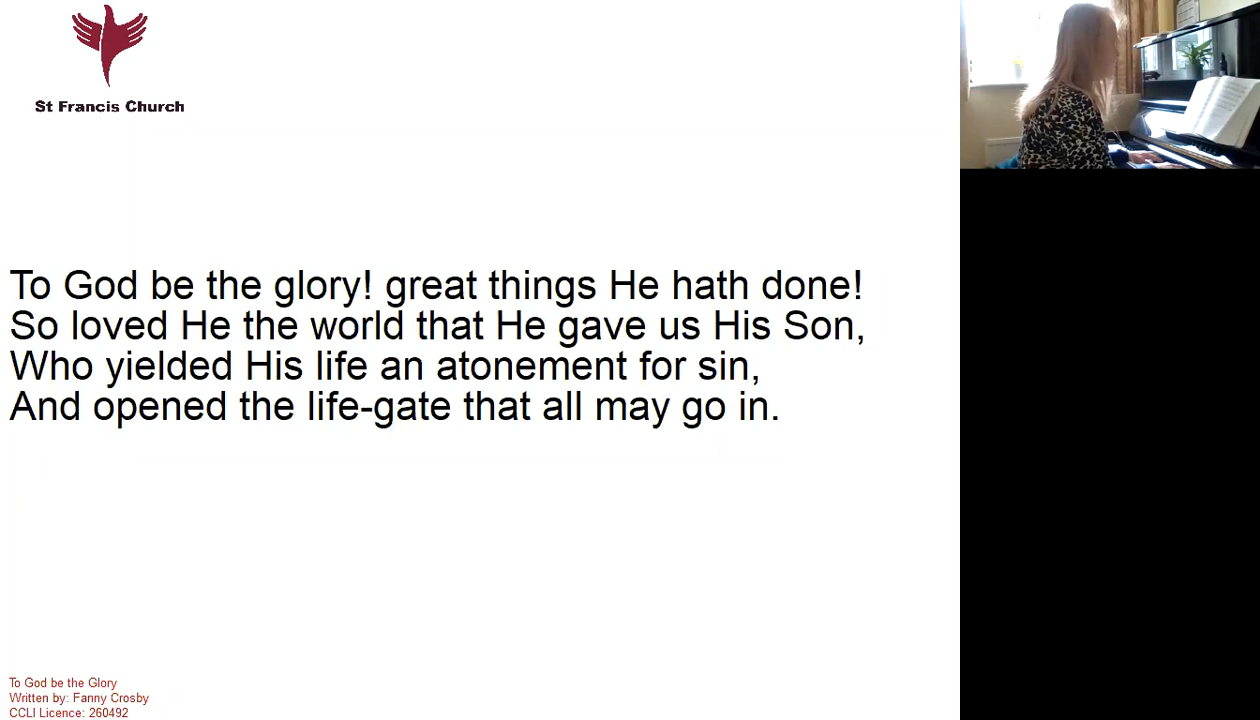 St Francis Church
To God be the glory! great things He hath done!
So loved He the world that He gave us His Son,
Who yielded His life an atonement for sin,
And opened the life-gate that all may go in.
To God be the Glory
Written by: Fanny Crosby
CCLI Licence: 260492